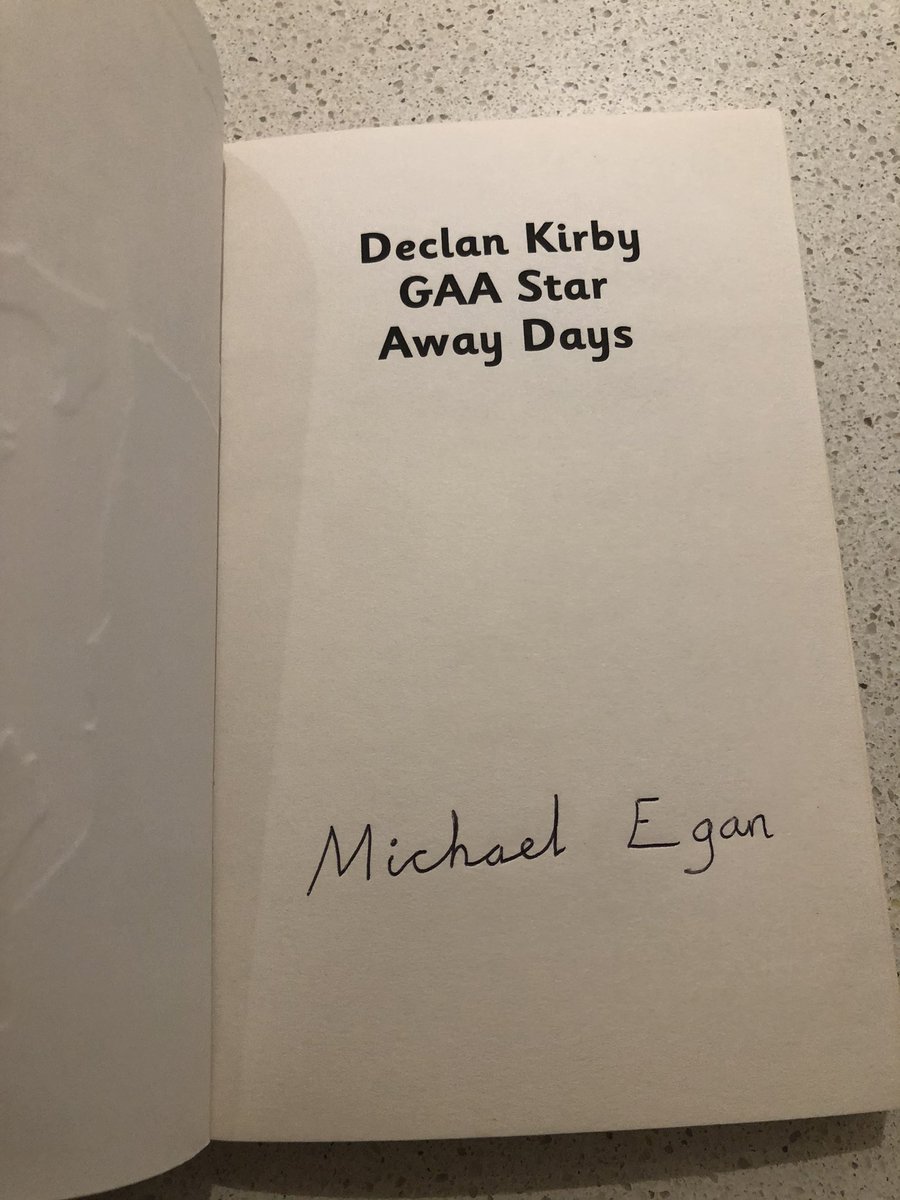 Declan Kirby
GAA Star
Away Days
Michael Egan